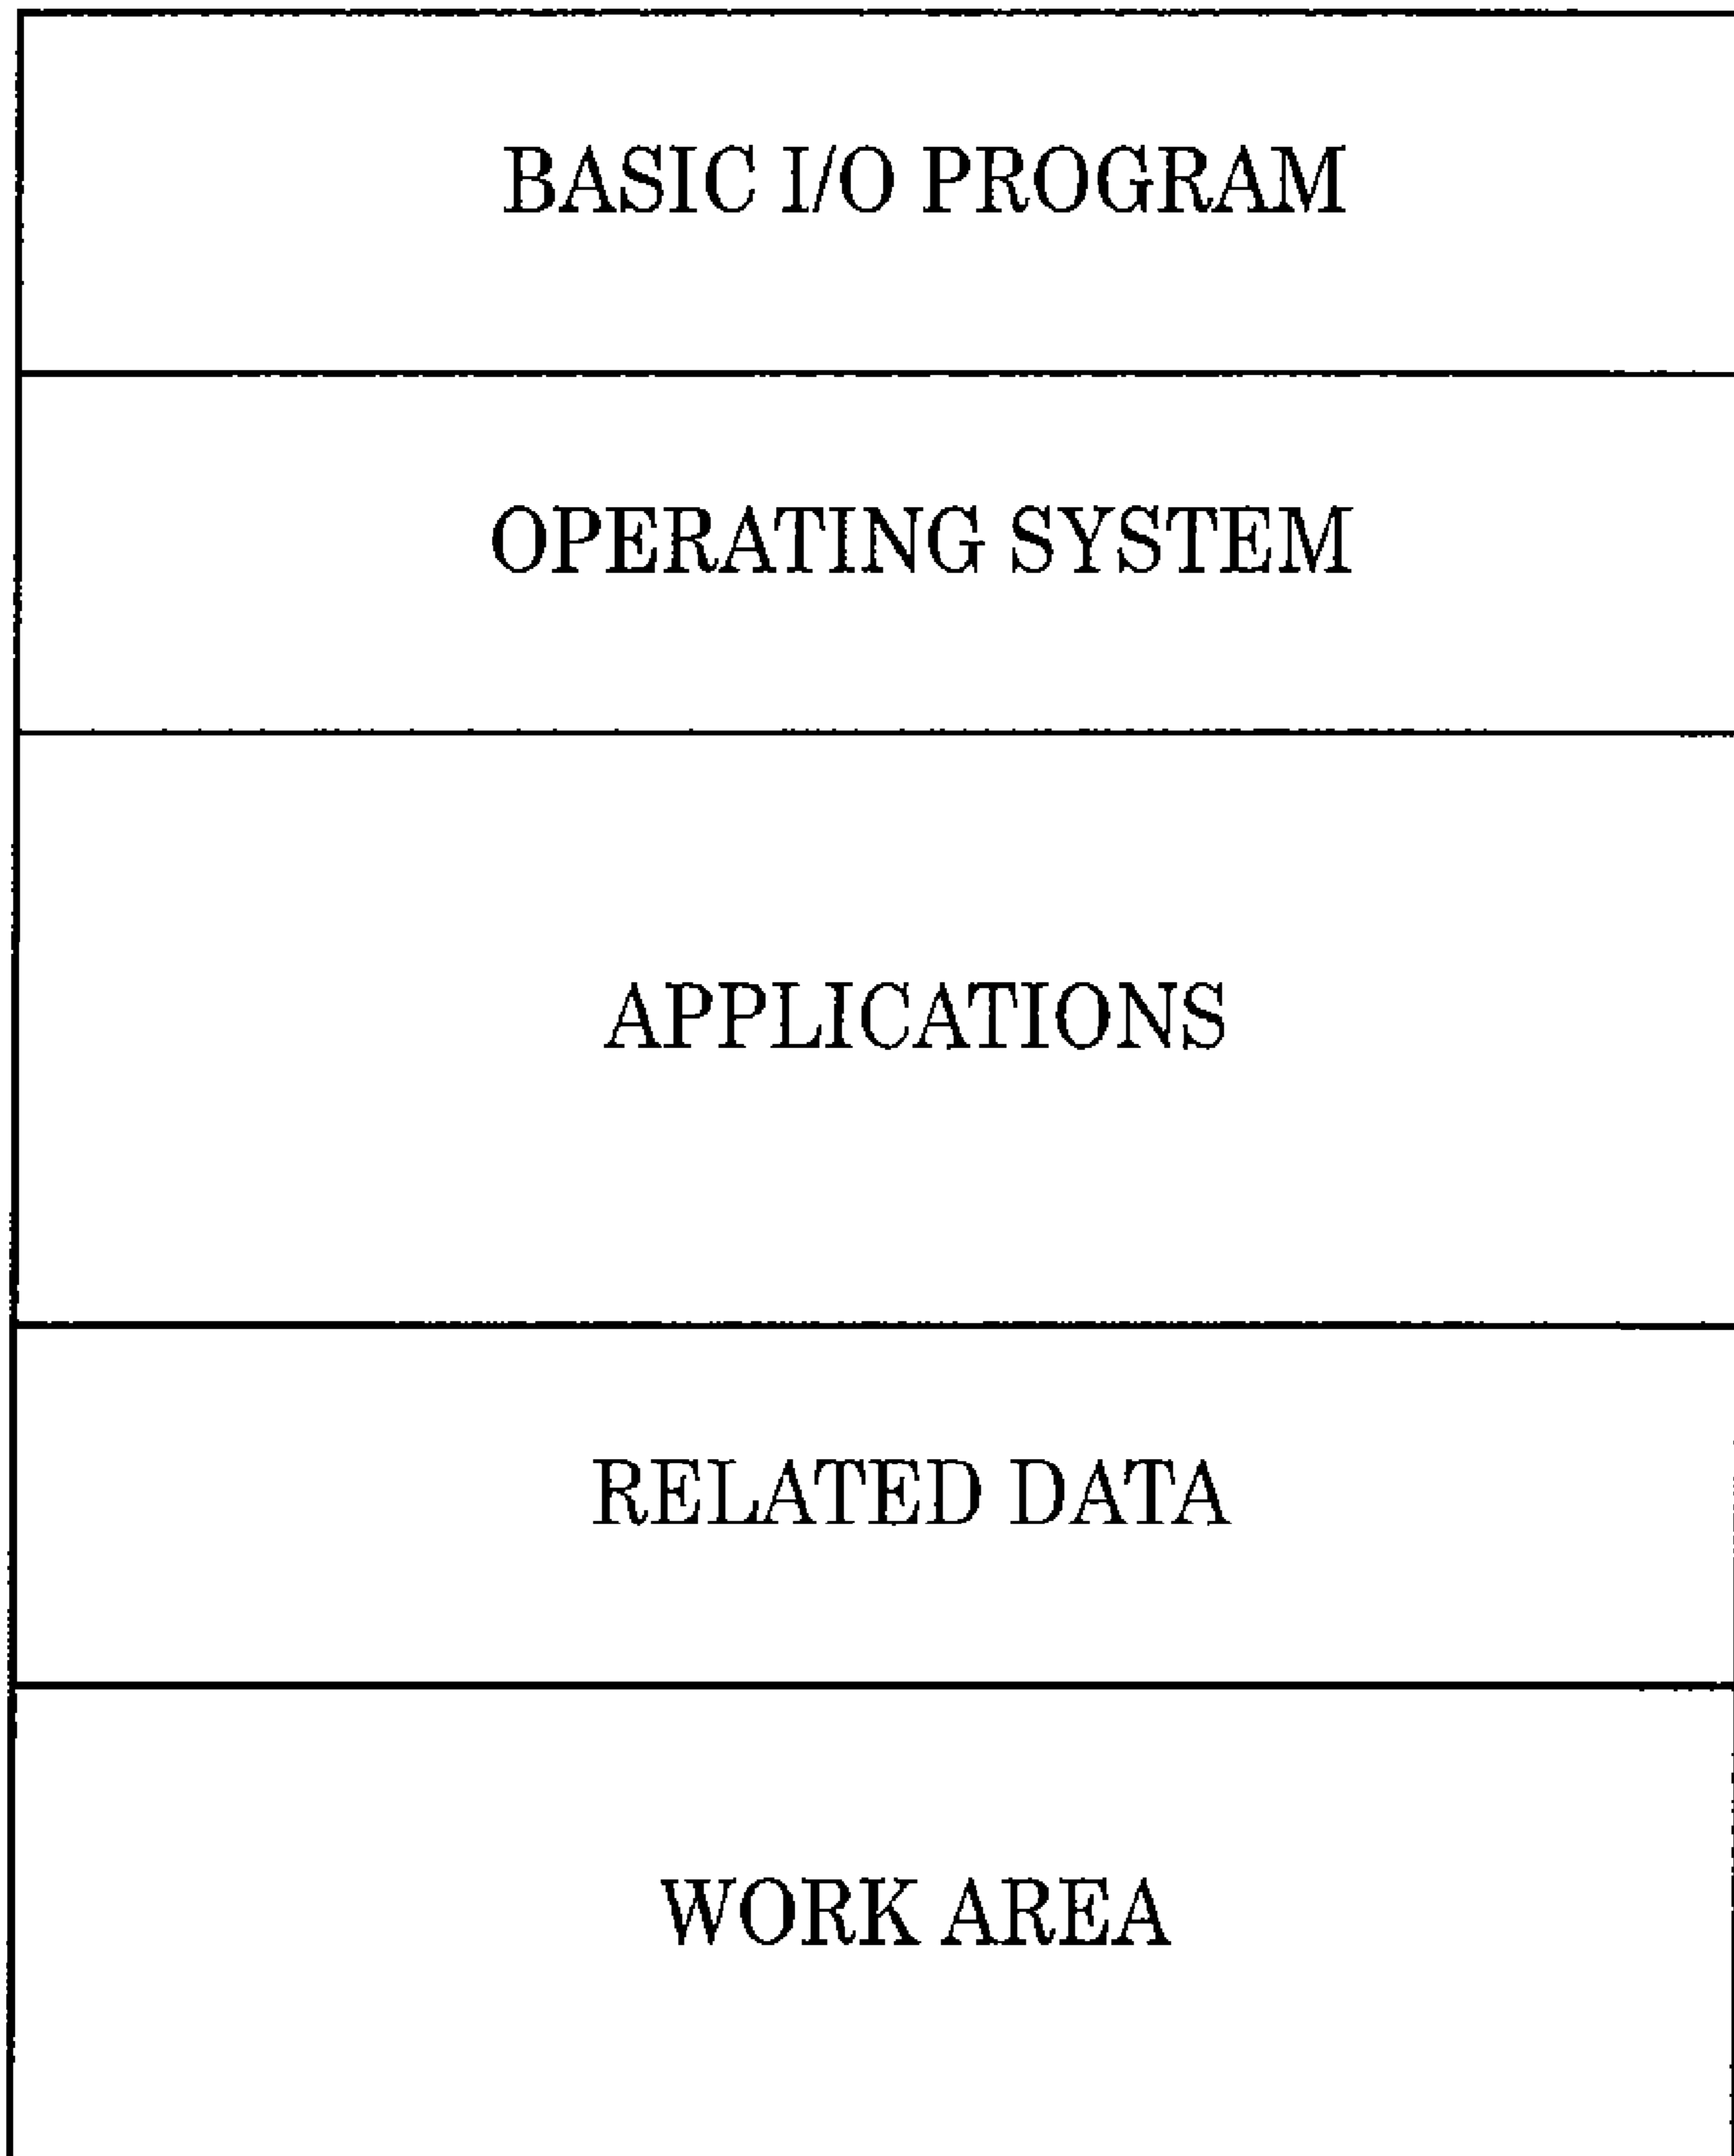 BASIC I/O PROGRAM
OPERATING SYSTEM
APPLICATIONS
RELATED DATA
WORK AREA